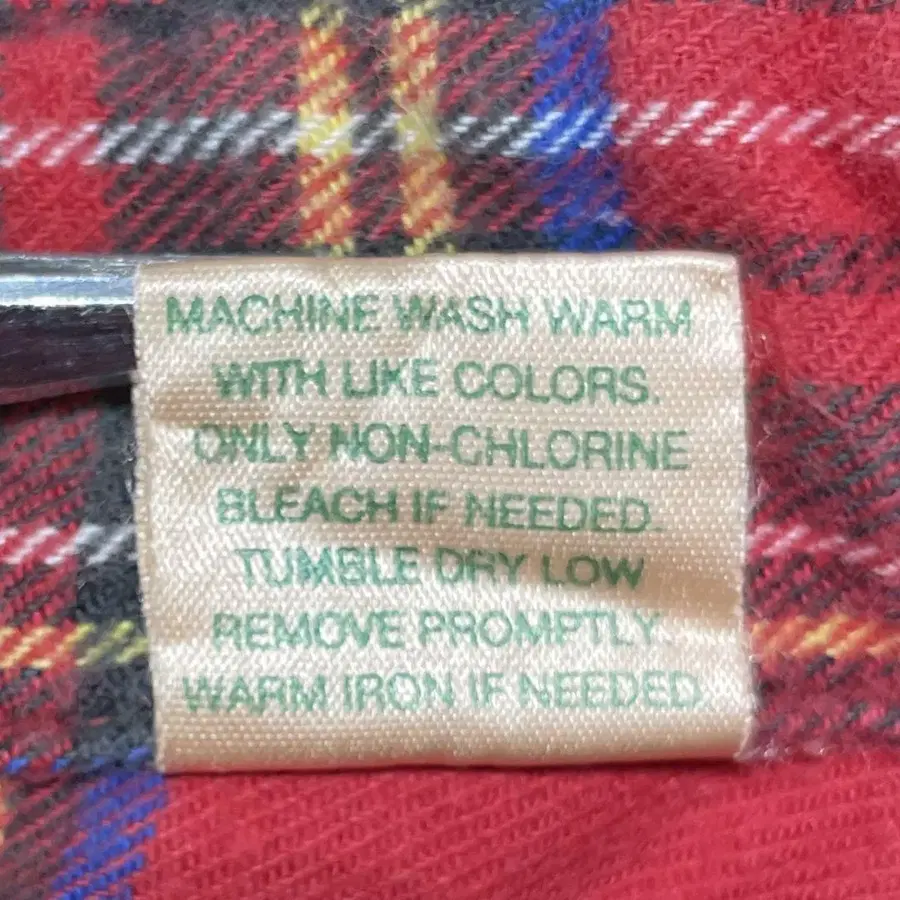 MACHINE WASH WARM
WITH LIKE COLORS.
ONLY NON-CHLORINE
BLEACH IF NEEDED.
TUMBLE DRY LOW
REMOVE PROMPTLY.
WARM IRON IF NEEDED.